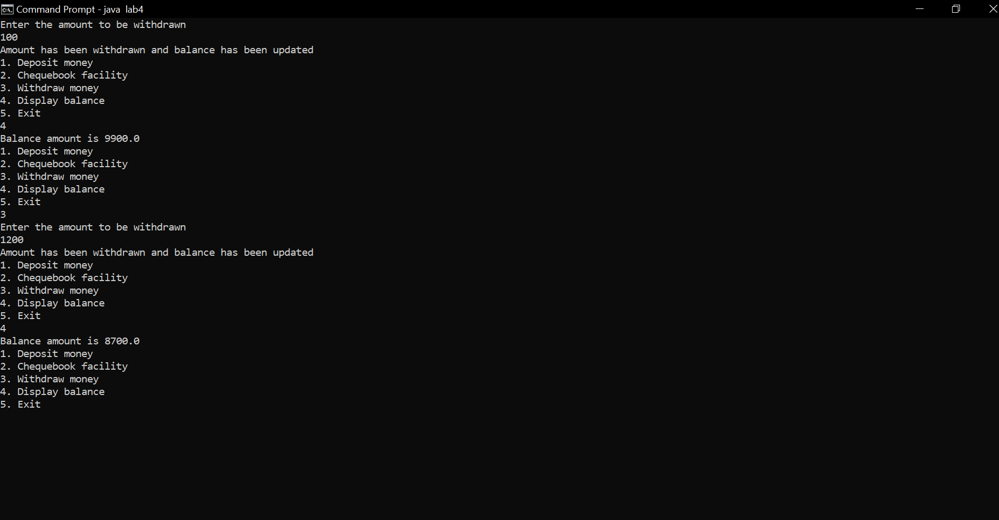 Command Prompt - java  lab4
Enter the amount to be withdrawn
100
Amount has been withdrawn and balance has been updated
1. Deposit money
2. Chequebook facility
3. Withdraw money
4. Display balance
5. Exit
4
Balance amount is 9900.0
1. Deposit money
2. Chequebook facility
3. Withdraw money
4. Display balance
5. Exit
3
Enter the amount to be withdrawn
1200
Amount has been withdrawn and balance has been updated
1. Deposit money
2. Chequebook facility
3. Withdraw money
4. Display balance
5. Exit
4
Balance amount is 8700.0
1. Deposit money
2. Chequebook facility
3. Withdraw money
4. Display balance
5. Exit